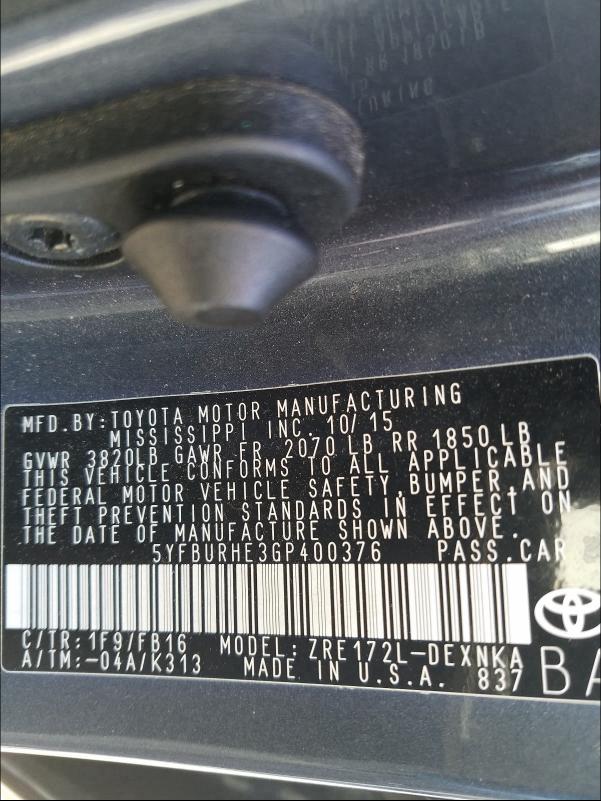 MFD.BY:TOYOTA MOTOR MANUFACTURING
MISSISSIPPI INC. 10/15
GVWR 3820LB GAWR FR 2070 LB RR 1850 LB
THIS VEHICLE CONFORMS TO ALL APPLICABLE
FEDERAL MOTOR VEHICLE SAFETY,BUMPER,AND
THEFT PREVENTION STANDARDS IN EFFECT ON
THE DATE OF MANUFACTURE SHOWN ABOVE.
5YFBURHE3GP400376 PASS.CAR
C/TR:1F9/FB16 MODEL:ZRE172L-DEXNKA
A/TM:-04A/K313 MADE IN U.S.A. 837
BA